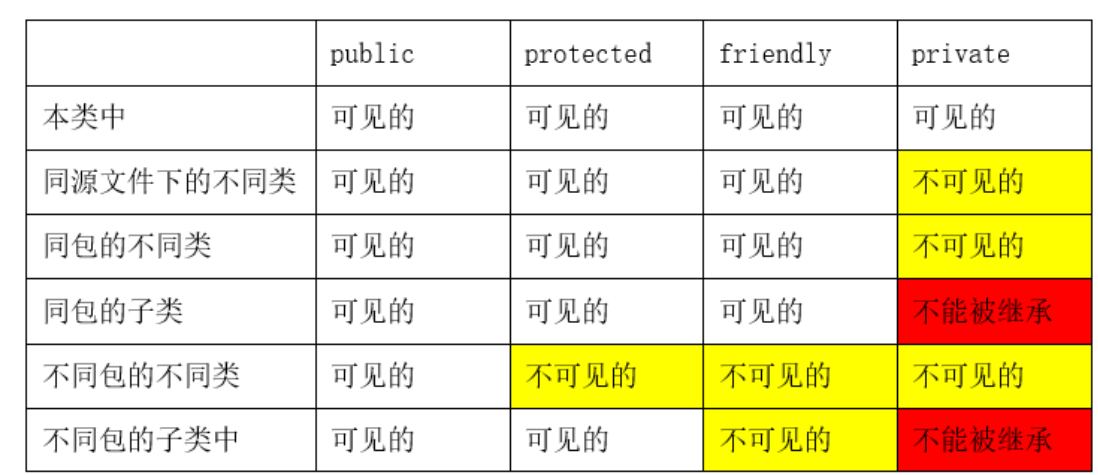 public protected friendly private
本类中 可见的 可见的 可见的 可见的
同源文件下的不同类 可见的 可见的 可见的 不可见的
同包的不同类 可见的 可见的 可见的 不可见的
同包的子类 可见的 可见的 可见的 不能被继承
不同包的不同类 可见的 不可见的 不可见的 不可见的
不同包的子类中 可见的 可见的 不可见的 不能被继承